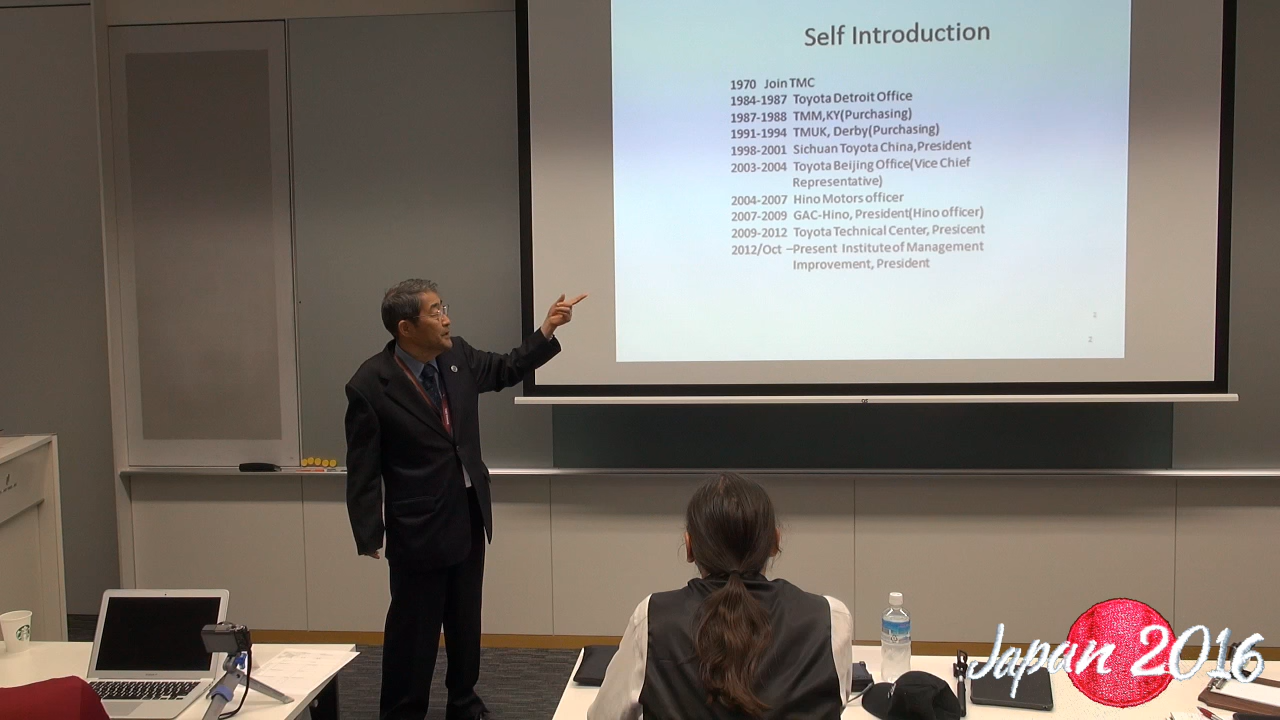 Self Introduction
1970 Join TMC
1984-1987 Toyota Detroit Office
1987-1988 TMM,KY(Purchasing)
1991-1994 TMUK, Derby(Purchasing)
1998-2001 Sichuan Toyota China,President
2003-2004 Toyota Beijing Office(Vice Chief
Representative)
2004-2007 Hino Motors officer
2007-2009 GAC-Hino, President(Hino officer)
2009-2012 Toyota Technical Center, Presicent
2012/Oct –Present Institute of Management
Improvement, President
2
2
Japan 2016